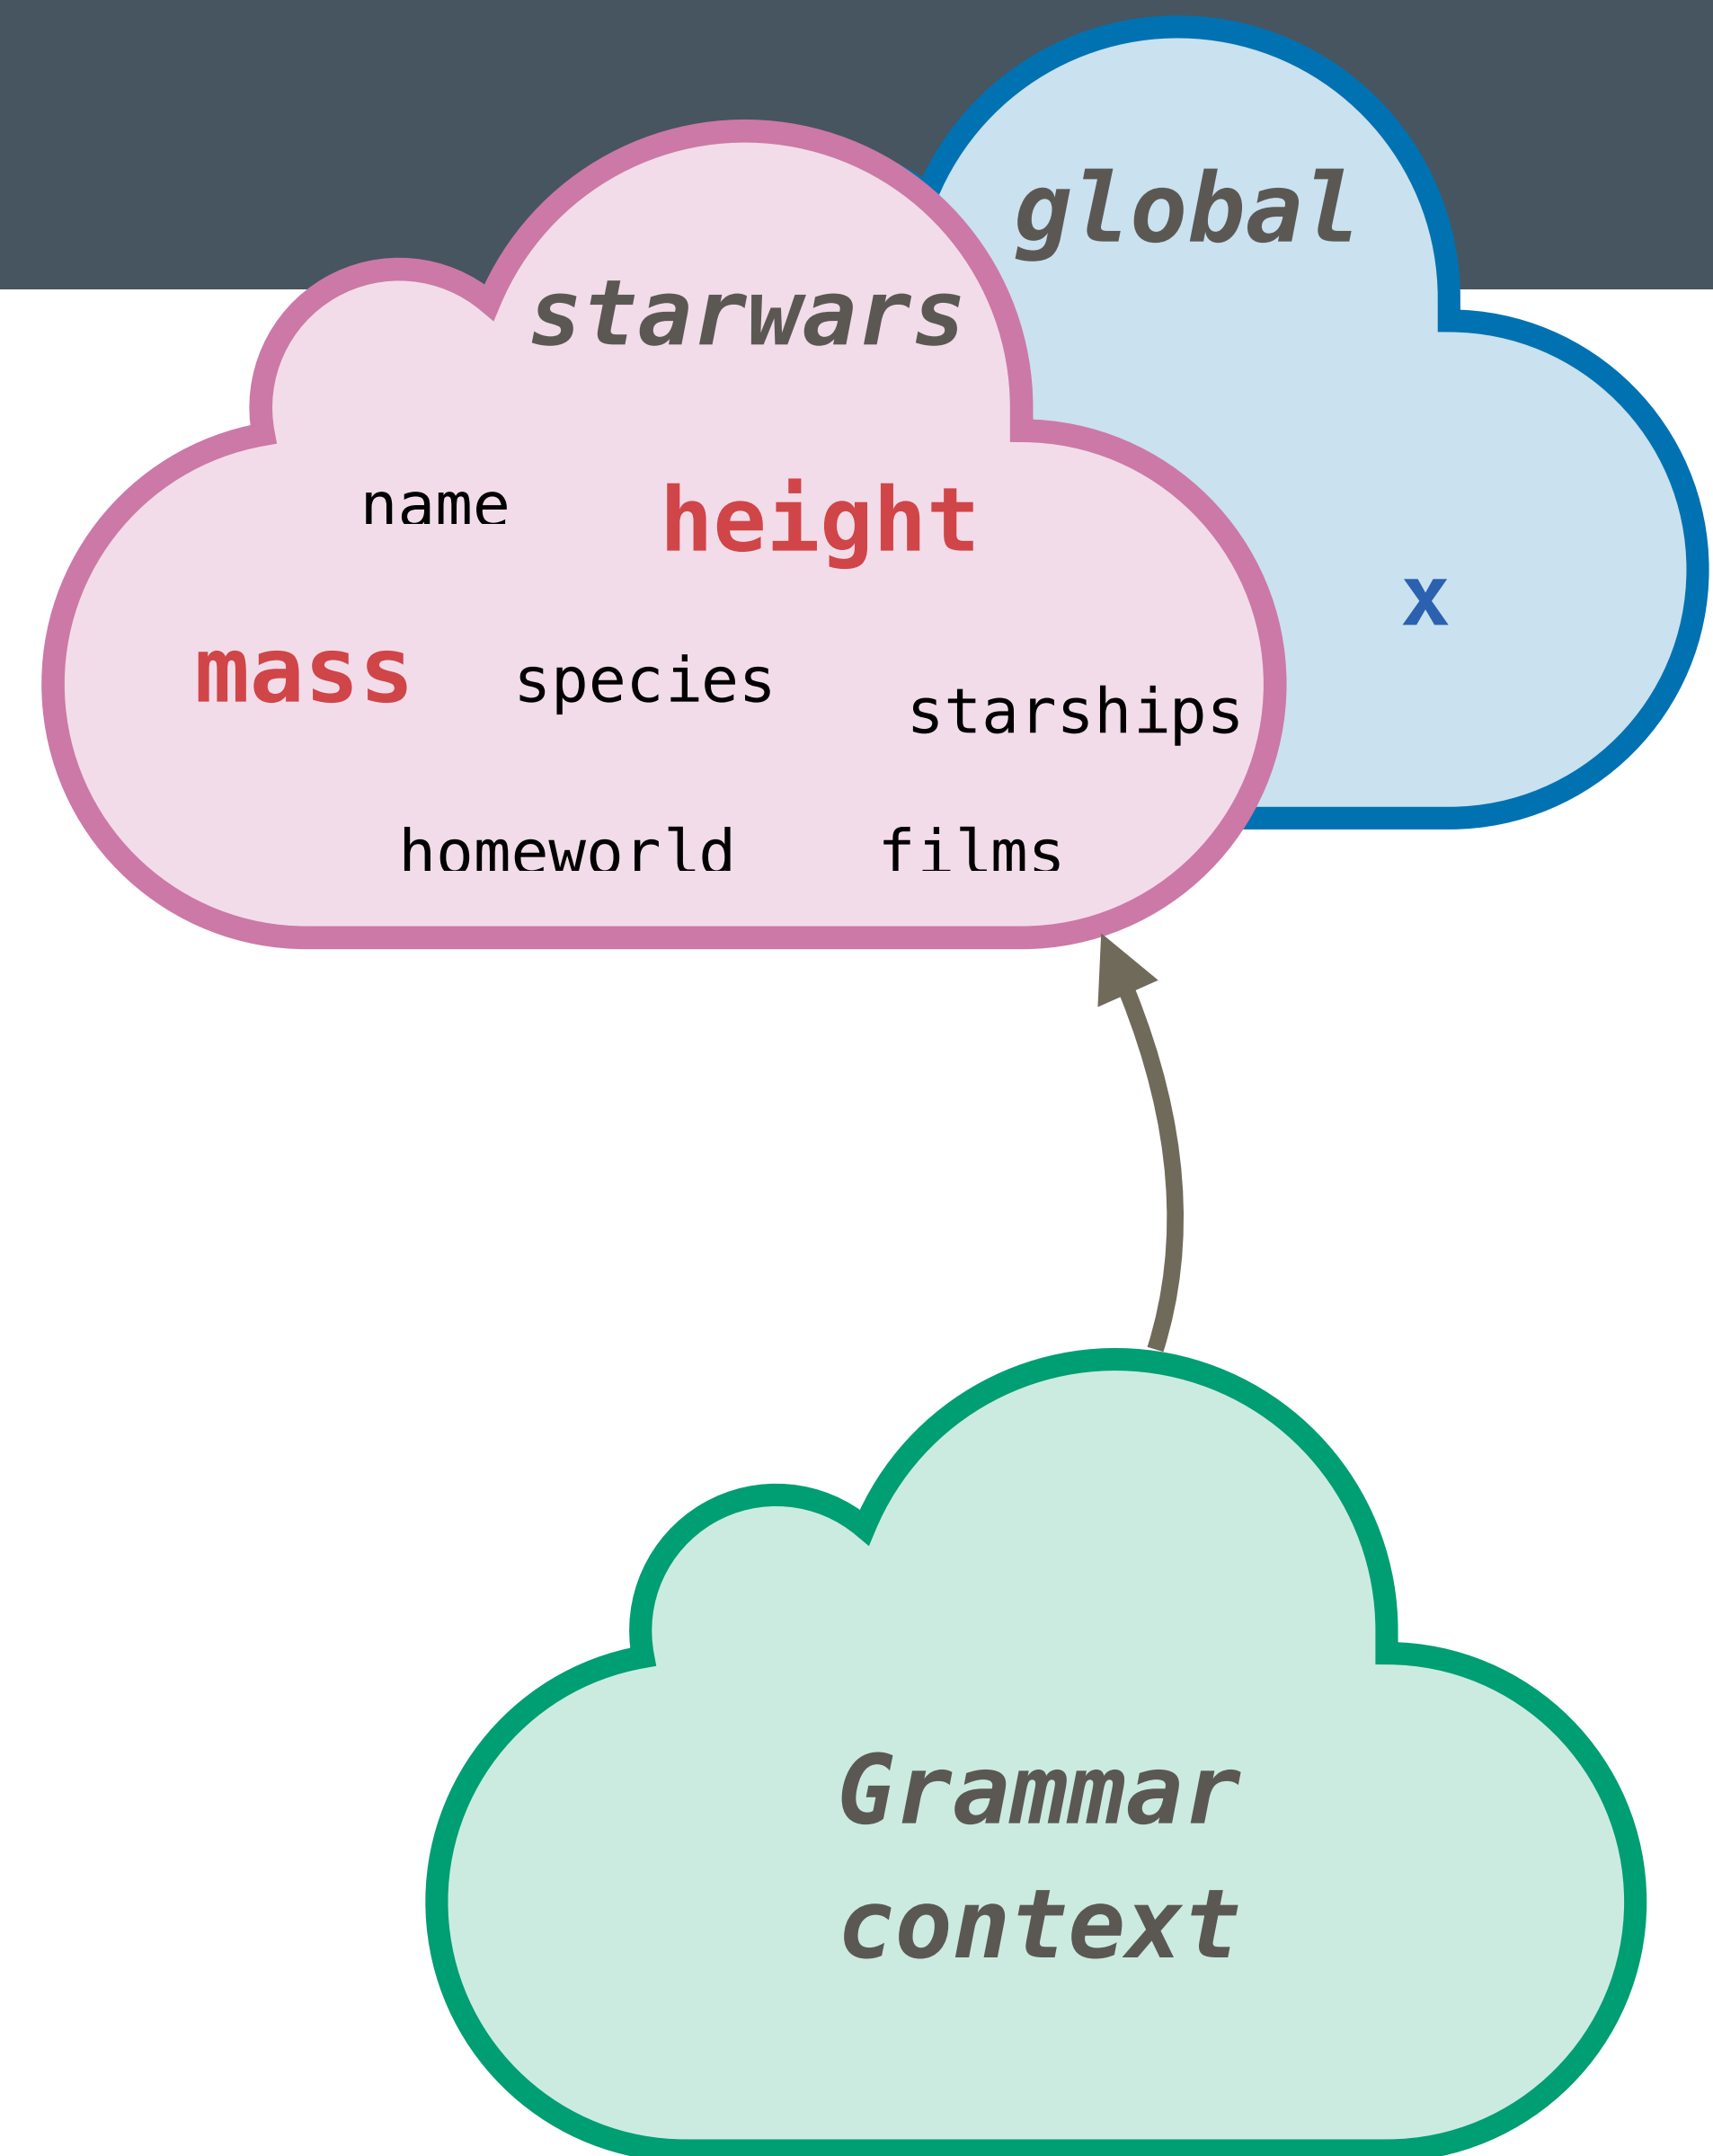 global
starwars
name
height
x
mass
species
starships
homeworld
films
Grammar
context